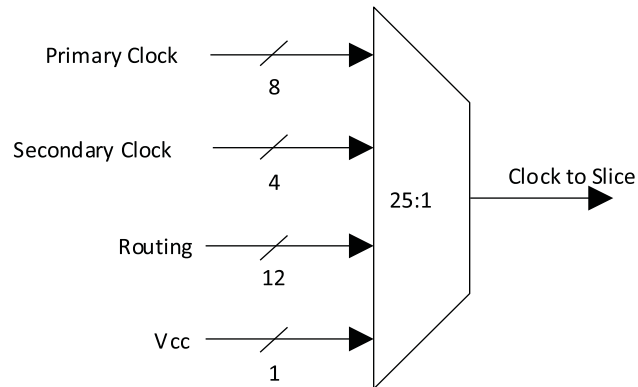 Primary Clock
8
Secondary Clock
4
25:1
Clock to Slice
Routing
12
Vcc
1